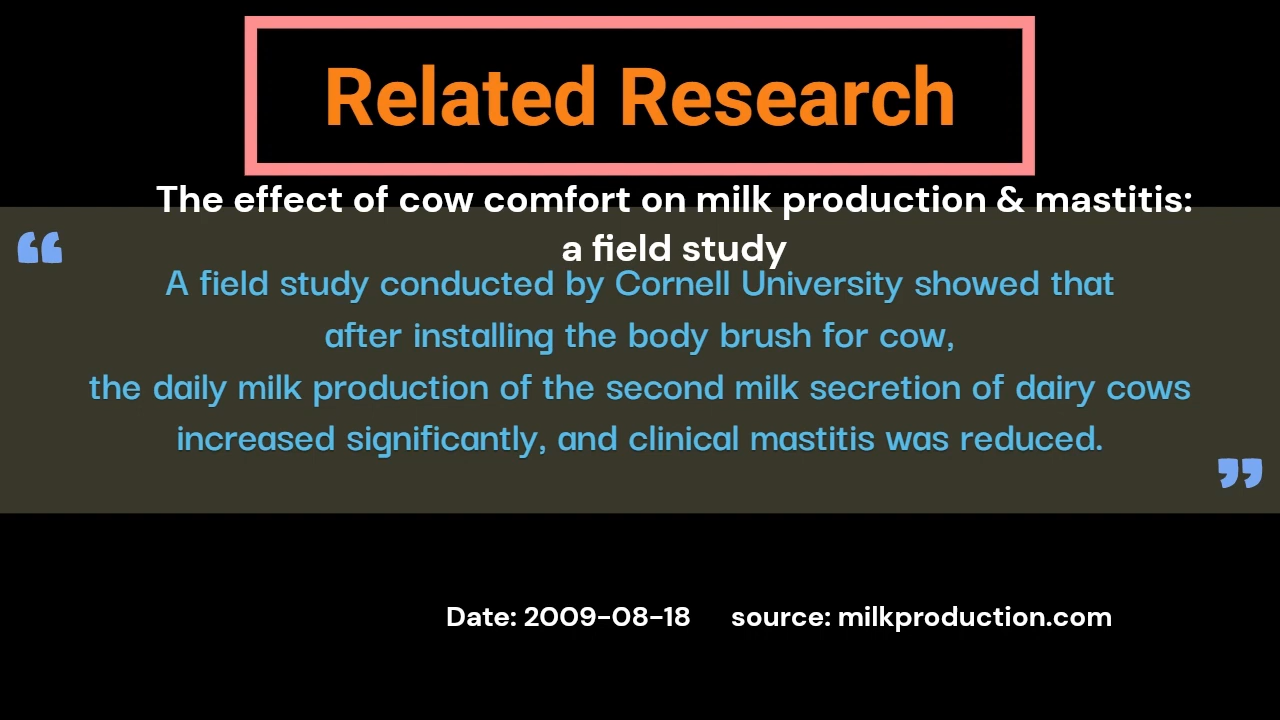 Related Research
The effect of cow comfort on milk production & mastitis:
a field study
“
A field study conducted by Cornell University showed that
after installing the body brush for cow,
the daily milk production of the second milk secretion of dairy cows
increased significantly, and clinical mastitis was reduced.
”
Date: 2009-08-18 source: milkproduction.com